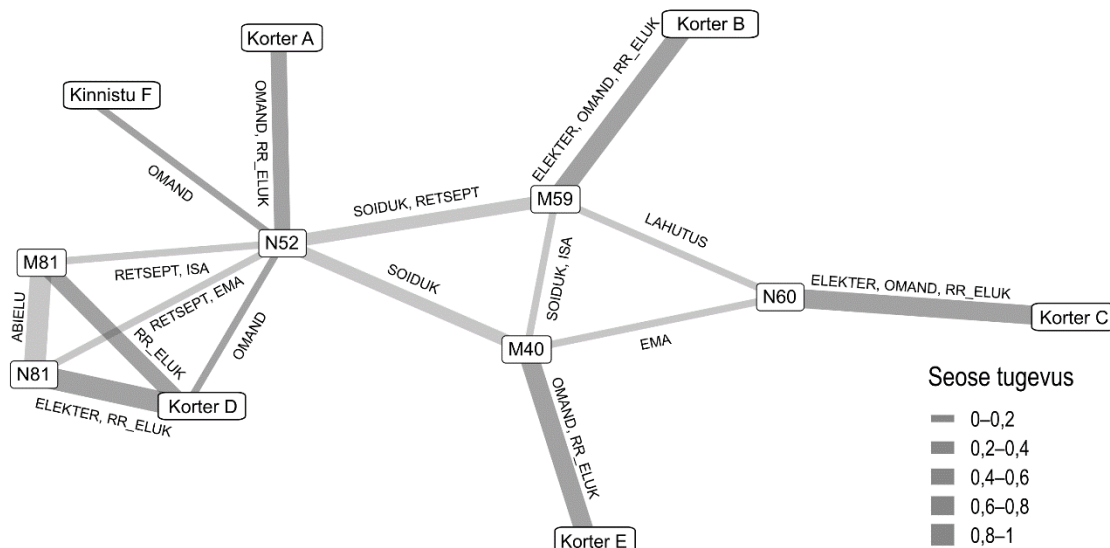 Korter A
Korter B
Kinnistu F
OMAND, RR_ELUK
ELEKTER, OMAND, RR_ELUK
OMAND
SOIDUK, RETSEPT
M59
LAHUTUS
N52
M81
RETSEPT, ISA
SOIDUK
SOIDUK, ISA
N60
ELEKTER, OMAND, RR_ELUK
Korter C
ABIELU
RETSEPT, EMA
RR_ELUK
OMAND
M40
EMA
N81
Korter D
ELEKTER, RR_ELUK
OMAND, RR_ELUK
Korter E
Seose tugevus
0–0,2
0,2–0,4
0,4–0,6
0,6–0,8
0,8–1